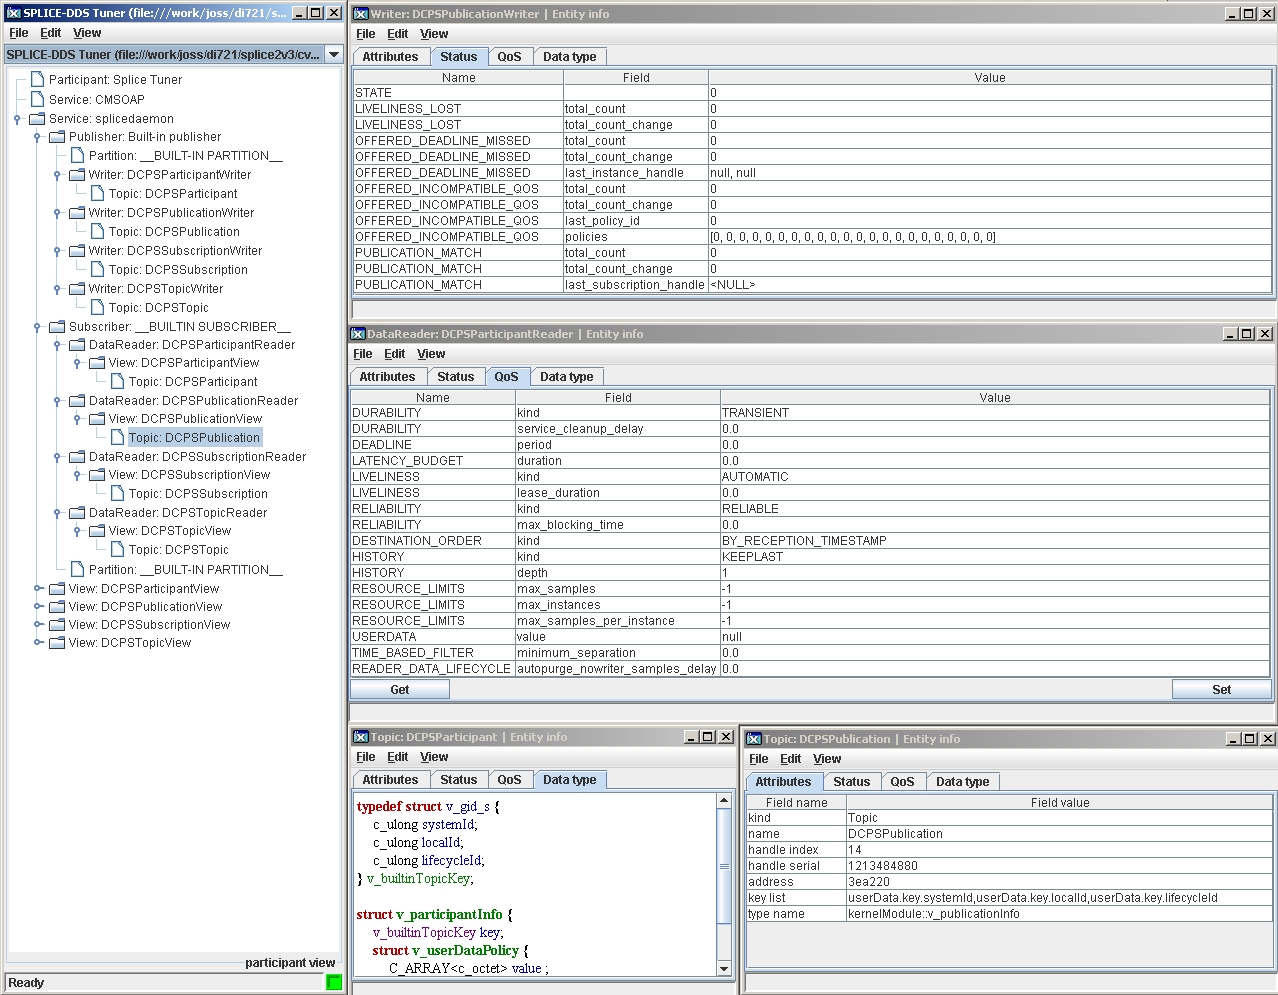 SPLICE-DDS Tuner (file:///work/joss/di721/s...
File Edit View
SPLICE-DDS Tuner (file:///work/joss/di721/splice2v3/cv...
Participant: Splice Tuner
Service: CMSOAP
Service: splicedaemon
Publisher: Built-in publisher
Partition: __BUILT-IN PARTITION__
Writer: DCPSParticipantWriter
Topic: DCPSParticipant
Writer: DCPSPublicationWriter
Topic: DCPSPublication
Writer: DCPSSubscriptionWriter
Topic: DCPSSubscription
Writer: DCPSTopicWriter
Topic: DCPSTopic
Subscriber: __BUILTIN SUBSCRIBER__
DataReader: DCPSParticipantReader
View: DCPSParticipantView
Topic: DCPSParticipant
DataReader: DCPSPublicationReader
View: DCPSPublicationView
Topic: DCPSPublication
DataReader: DCPSSubscriptionReader
View: DCPSSubscriptionView
Topic: DCPSSubscription
DataReader: DCPSTopicReader
View: DCPSTopicView
Topic: DCPSTopic
Partition: __BUILT-IN PARTITION__
View: DCPSParticipantView
View: DCPSPublicationView
View: DCPSSubscriptionView
View: DCPSTopicView
participant view
Ready
Writer: DCPSPublicationWriter | Entity info
File Edit View
Attributes Status QoS Data type
Name Field Value
STATE 0
LIVELINESS_LOST total_count 0
LIVELINESS_LOST total_count_change 0
OFFERED_DEADLINE_MISSED total_count 0
OFFERED_DEADLINE_MISSED total_count_change 0
OFFERED_DEADLINE_MISSED last_instance_handle null, null
OFFERED_INCOMPATIBLE_QOS total_count 0
OFFERED_INCOMPATIBLE_QOS total_count_change 0
OFFERED_INCOMPATIBLE_QOS last_policy_id 0
OFFERED_INCOMPATIBLE_QOS policies [0, 0, 0, 0, 0, 0, 0, 0, 0, 0, 0, 0, 0, 0, 0, 0, 0, 0, 0, 0, 0, 0]
PUBLICATION_MATCH total_count 0
PUBLICATION_MATCH total_count_change 0
PUBLICATION_MATCH last_subscription_handle <NULL>
DataReader: DCPSParticipantReader | Entity info
File Edit View
Attributes Status QoS Data type
Name Field Value
DURABILITY kind TRANSIENT
DURABILITY service_cleanup_delay 0.0
DEADLINE period 0.0
LATENCY_BUDGET duration 0.0
LIVELINESS kind AUTOMATIC
LIVELINESS lease_duration 0.0
RELIABILITY kind RELIABLE
RELIABILITY max_blocking_time 0.0
DESTINATION_ORDER kind BY_RECEPTION_TIMESTAMP
HISTORY kind KEEPLAST
HISTORY depth 1
RESOURCE_LIMITS max_samples -1
RESOURCE_LIMITS max_instances -1
RESOURCE_LIMITS max_samples_per_instance -1
USERDATA value null
TIME_BASED_FILTER minimum_separation 0.0
READER_DATA_LIFECYCLE autopurge_nowriter_samples_delay 0.0
Get Set
Topic: DCPSParticipant | Entity info
File Edit View
Attributes Status QoS Data type
typedef struct v_gid_s {
c_ulong systemId;
c_ulong localId;
c_ulong lifecycleId;
} v_builtinTopicKey;
struct v_participantInfo {
v_builtinTopicKey key;
struct v_userDataPolicy {
C_ARRAY<c_octet> value ;
Topic: DCPSPublication | Entity info
File Edit View
Attributes Status QoS Data type
Field name Field value
kind Topic
name DCPSPublication
handle index 14
handle serial 1213484880
address 3ea220
key list userData.key.systemId,userData.key.localId,userData.key.lifecycleId
type name kernelModule::v_publicationInfo